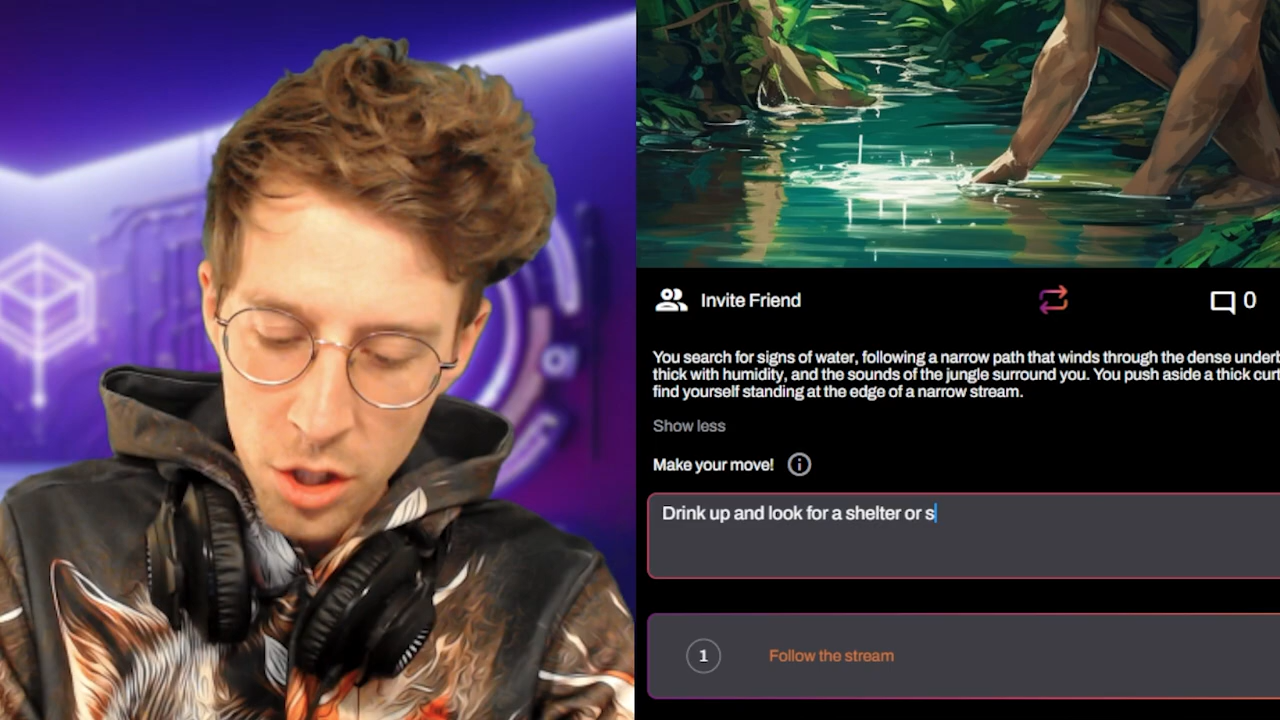 Invite Friend
0
You search for signs of water, following a narrow path that winds through the dense underb
thick with humidity, and the sounds of the jungle surround you. You push aside a thick curt
find yourself standing at the edge of a narrow stream.
Show less
Make your move!
Drink up and look for a shelter or s
1
Follow the stream